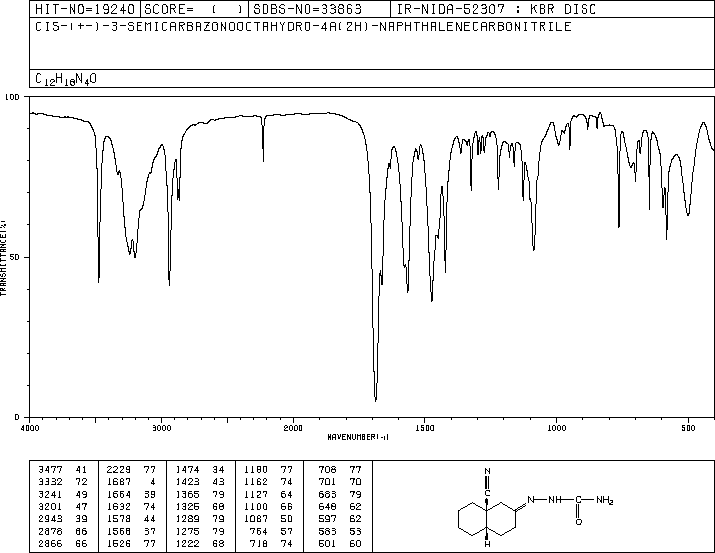 HIT-NO=19240 SCORE= ( ) SDBS-NO=33863 IR-NIDA-52307 : KBR DISC
CIS-(+-)-3-SEMICARBAZONOOCTAHYDRO-4A(2H)-NAPHTHALENECARBONITRILE
C12H18N4O
100
50
0
TRANSMITTANCE(%)
4000 3000 2000 1500 1000 500
WAVENUMBER(-1)
3477 41 2229 77 1474 34 1180 77 708 77
3332 72 1687 4 1423 43 1162 74 701 70
3241 49 1664 39 1365 79 1127 64 683 79
3201 47 1632 74 1325 68 1100 66 648 62
2943 39 1578 44 1289 79 1087 50 597 62
2878 66 1568 37 1275 79 764 57 583 53
2866 66 1526 77 1222 68 718 74 501 60
N
C
N NH C NH2
O
H